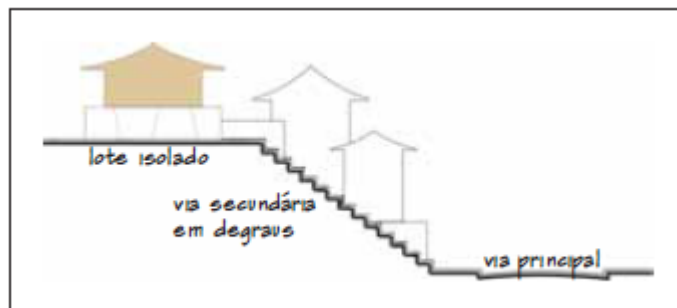 lote isolado
via secundária
em degraus
via principal